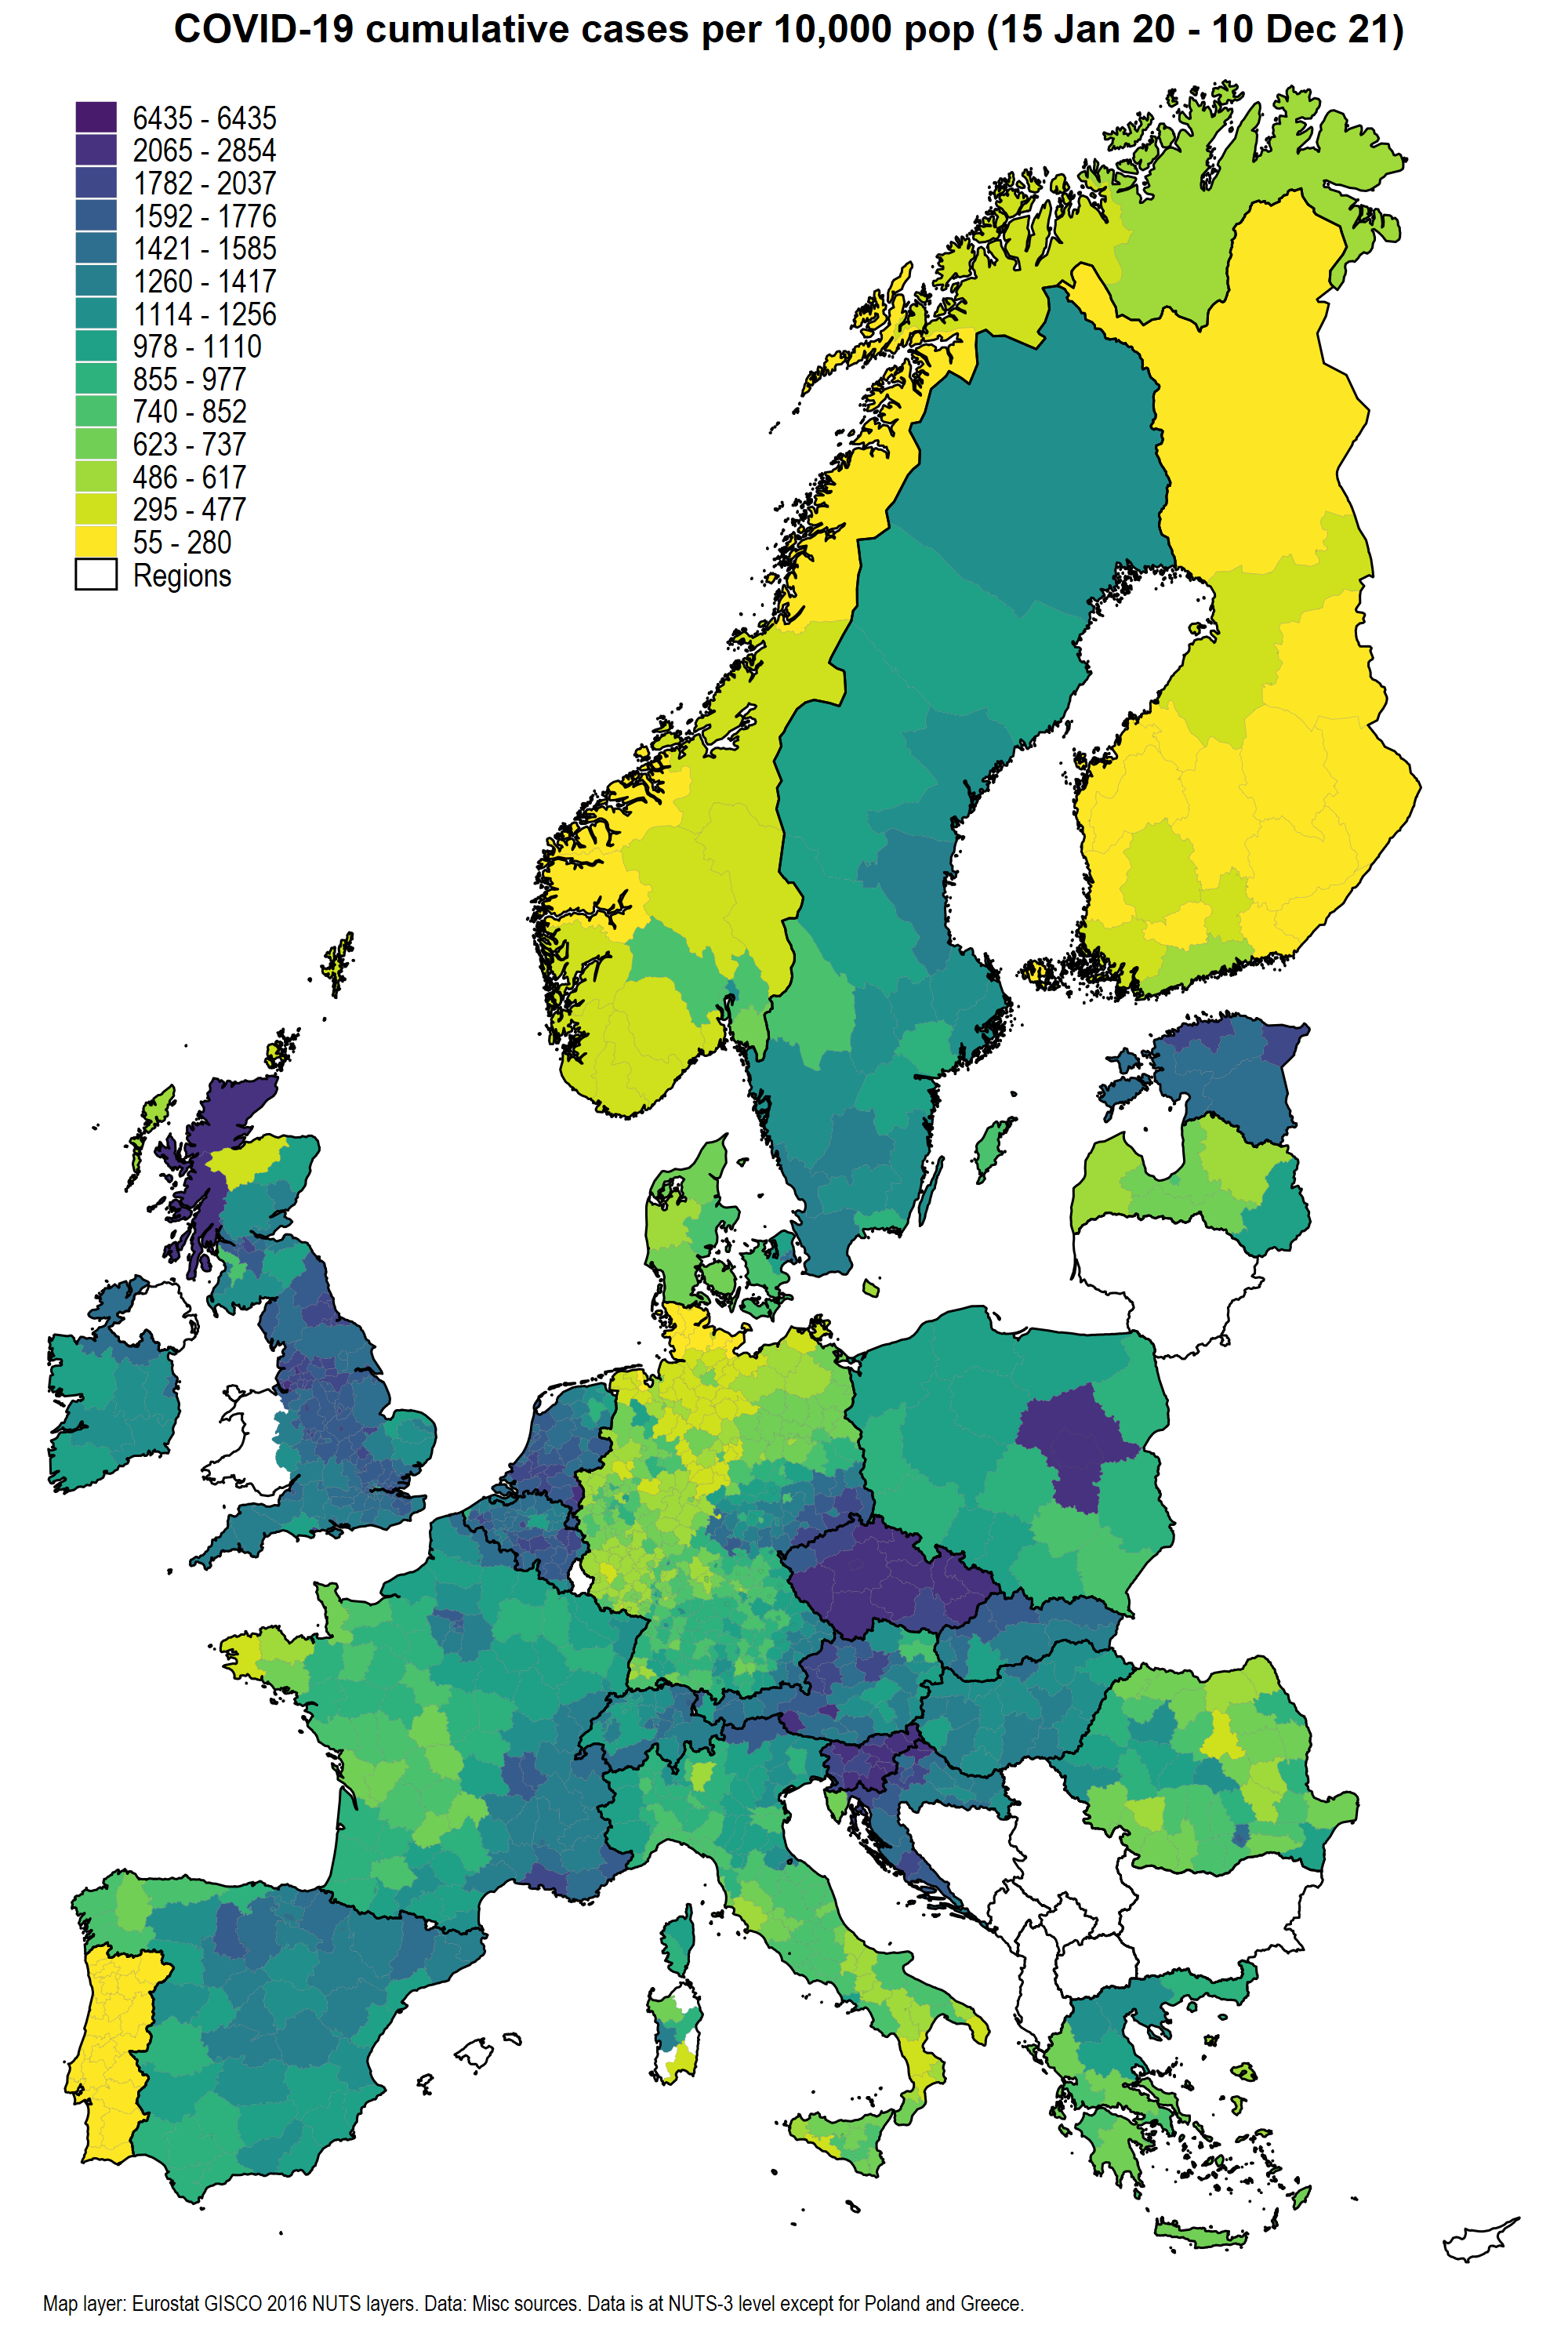 COVID-19 cumulative cases per 10,000 pop (15 Jan 20 - 10 Dec 21)
6435 - 6435
2065 - 2854
1782 - 2037
1592 - 1776
1421 - 1585
1260 - 1417
1114 - 1256
978 - 1110
855 - 977
740 - 852
623 - 737
486 - 617
295 - 477
55 - 280
Regions
Map layer: Eurostat GISCO 2016 NUTS layers. Data: Misc sources. Data is at NUTS-3 level except for Poland and Greece.